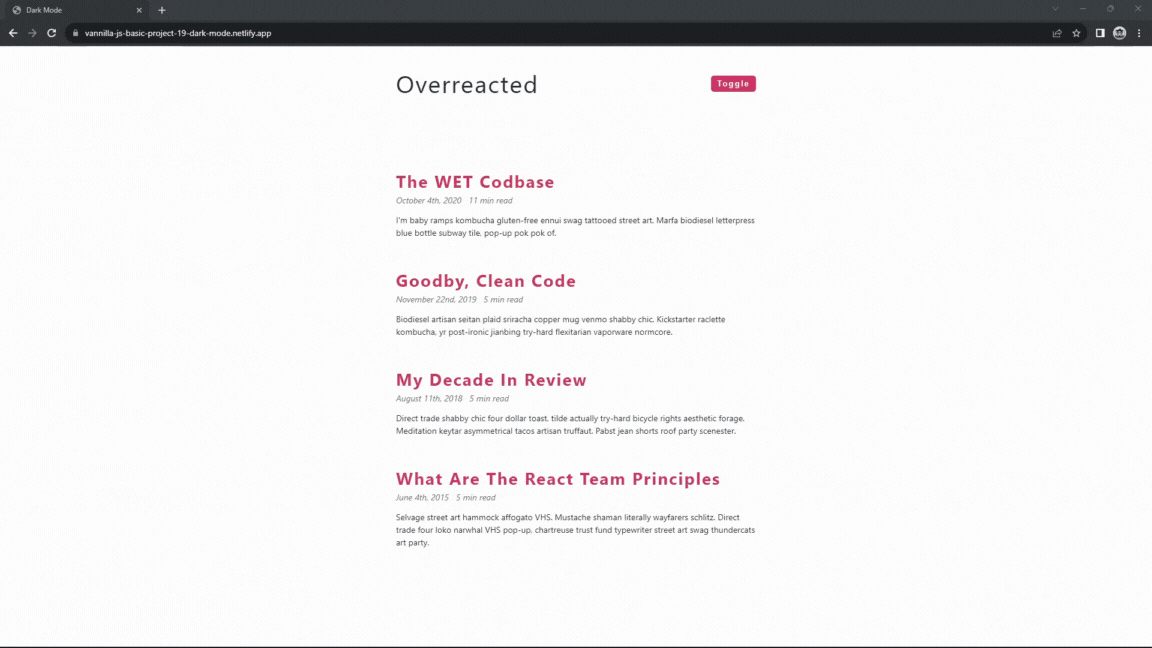 Dark Mode
vannilla-js-basic-project-19-dark-mode.netlify.app
Overreacted
Toggle
The WET Codbase
October 4th, 2020 11 min read
I'm baby ramps kombucha gluten-free ennui swag tattooed street art. Marfa biodiesel letterpress
blue bottle subway tile, pop-up pok pok of.
Goodby, Clean Code
November 22nd, 2019 5 min read
Biodiesel artisan seitan plaid sriracha copper mug venmo shabby chic. Kickstarter raclette
kombucha, yr post-ironic jianbing try-hard flexitarian vaporware normcore.
My Decade In Review
August 11th, 2018 5 min read
Direct trade shabby chic four dollar toast, tilde actually try-hard bicycle rights aesthetic forage.
Meditation keytar asymmetrical tacos artisan truffaut. Pabst jean shorts roof party scenester.
What Are The React Team Principles
June 4th, 2015 5 min read
Selvage street art hammock affogato VHS. Mustache shaman literally wayfarers schlitz. Direct
trade four loko narwhal VHS pop-up, chartreuse trust fund typewriter street art swag thundercats
art party.